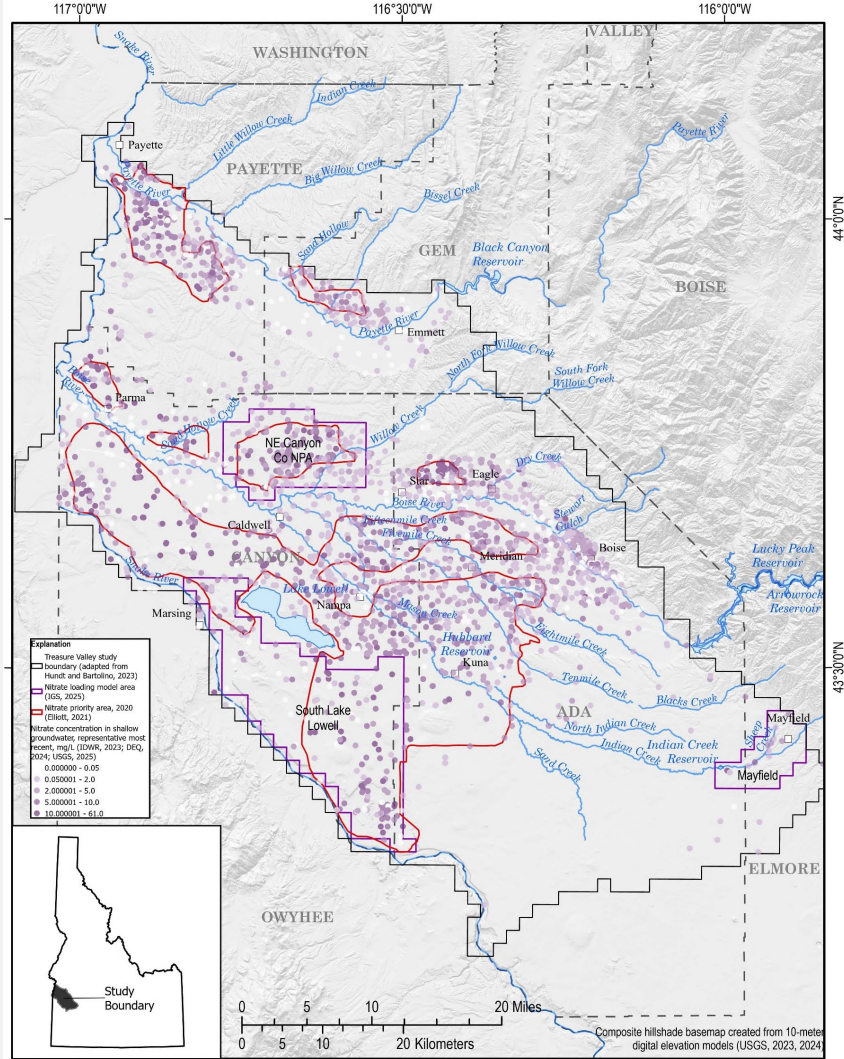 117°0'0"W
116°30'0"W
116°0'0"W
Snake River
WASHINGTON
VALLEY
Indian Creek
Little Willow Creek
Payette River
Payette
PAYETTE
Big Willow Creek
Payette River
Bissel Creek
44°0'0"N
Sand Hollow
GEM
Black Canyon
Reservoir
BOISE
Payette River
Emmett
North Fork Willow Creek
South Fork
Willow Creek
Boise
River
Parma
Sand Hollow Creek
Willow Creek
NE Canyon
Co NPA
Dry Creek
Star
Eagle
Boise River
Stewart
Gulch
Caldwell
Fifteenmile Creek
Fivemile Creek
CANYON
Meridian
Boise
Lucky Peak
Reservoir
Snake River
Lake Lowell
Arrowrock
Reservoir
Marsing
Nampa
Mason Creek
Hubbard
Reservoir
Eightmile Creek
43°30'0"N
Kuna
Tenmile Creek
Blacks Creek
South Lake
Lowell
ADA
Mayfield
North Indian Creek
Indian Creek
Indian Creek
Reservoir
Sheep
Creek
Sand Creek
Mayfield
ELMORE
OWYHEE
Explanation
Treasure Valley study
boundary (adapted from
Hundt and Bartolino, 2023)
Nitrate loading model area
(IGS, 2025)
Nitrate priority area, 2020
(Elliott, 2021)
Nitrate concentration in shallow
groundwater, representative most
recent, mg/L (IDWR, 2023; DEQ,
2024; USGS, 2025)
0.000000 - 0.05
0.050001 - 2.0
2.000001 - 5.0
5.000001 - 10.0
10.000001 - 61.0
Study
Boundary
0 5 10 20 Miles
0 5 10 20 Kilometers
Composite hillshade basemap created from 10-meter
digital elevation models (USGS, 2023, 2024)